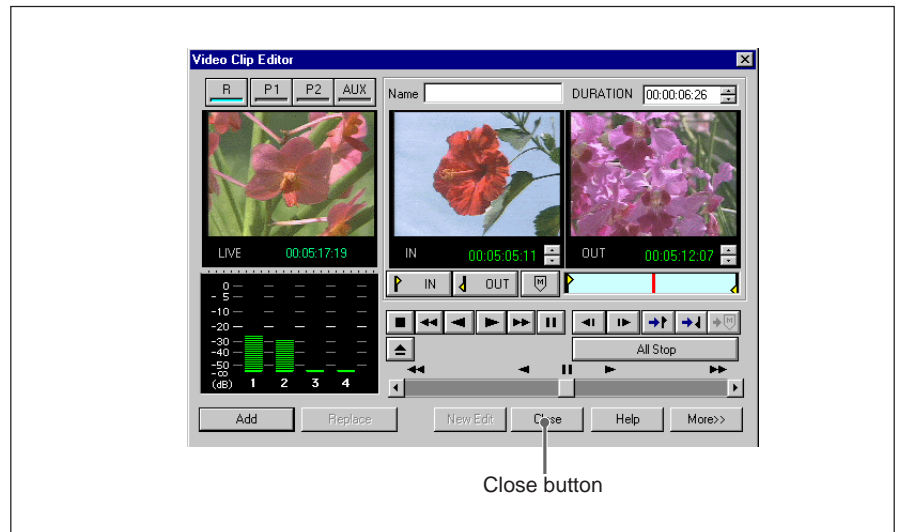 Video Clip Editor
R P1 P2 AUX
Name DURATION 00:00:06:26
LIVE 00:05:17:19
IN 00:05:05:11
OUT 00:05:12:07
IN OUT M
M
0
- 5
-10
-20
-30
-40
-50
-∞
(dB) 1 2 3 4
All Stop
Add Replace New Edit Close Help More>>
Close button